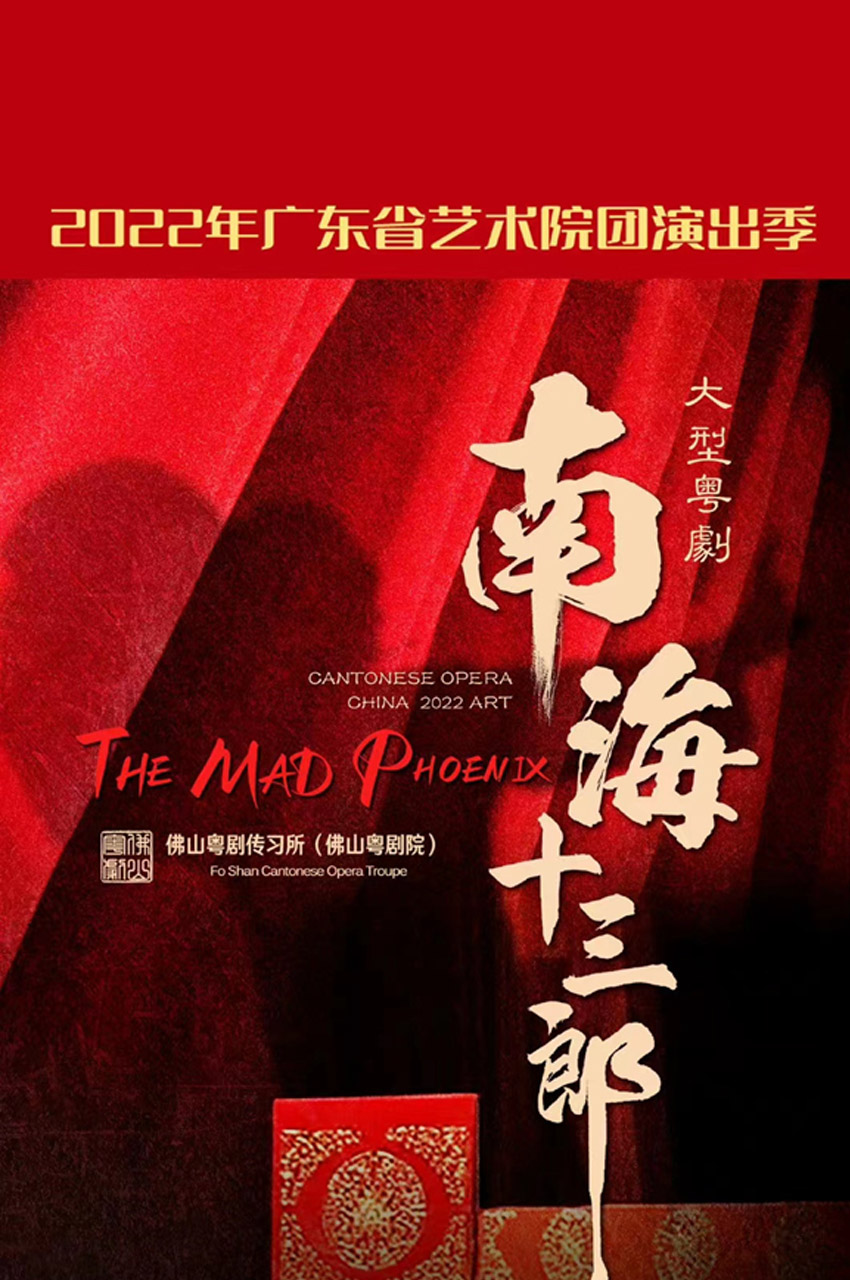 2022年广东省艺术院团演出季
大型粤劇
南海十三郎
CANTONESE OPERA
CHINA 2022 ART
THE MAD PHOENIX
佛山粤剧传习所（佛山粤剧院）
Fo Shan Cantonese Opera Troupe